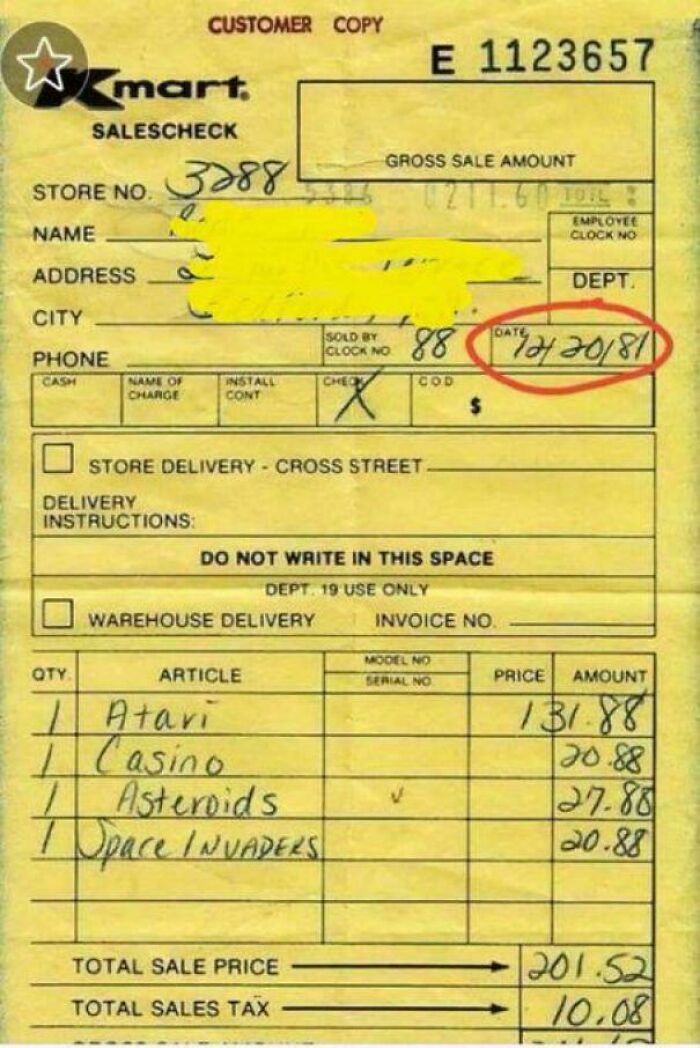 CUSTOMER COPY
E 1123657
Kmart.
SALESCHECK
GROSS SALE AMOUNT
STORE NO. 3288
0211.60 TOTL
NAME
EMPLOYEE CLOCK NO
ADDRESS
DEPT.
CITY
PHONE
SOLD BY CLOCK NO 88
DATE 12/20/81
CASH NAME OF CHARGE INSTALL CONT CHECK X C O D $
STORE DELIVERY - CROSS STREET
DELIVERY
INSTRUCTIONS:
DO NOT WRITE IN THIS SPACE
DEPT. 19 USE ONLY
WAREHOUSE DELIVERY INVOICE NO.
QTY. ARTICLE MODEL NO SERIAL NO PRICE AMOUNT
1 Atari 131.88
1 Casino 20.88
1 Asteroids 27.88
1 Space INVADERS 20.88
TOTAL SALE PRICE 201.52
TOTAL SALES TAX 10.08